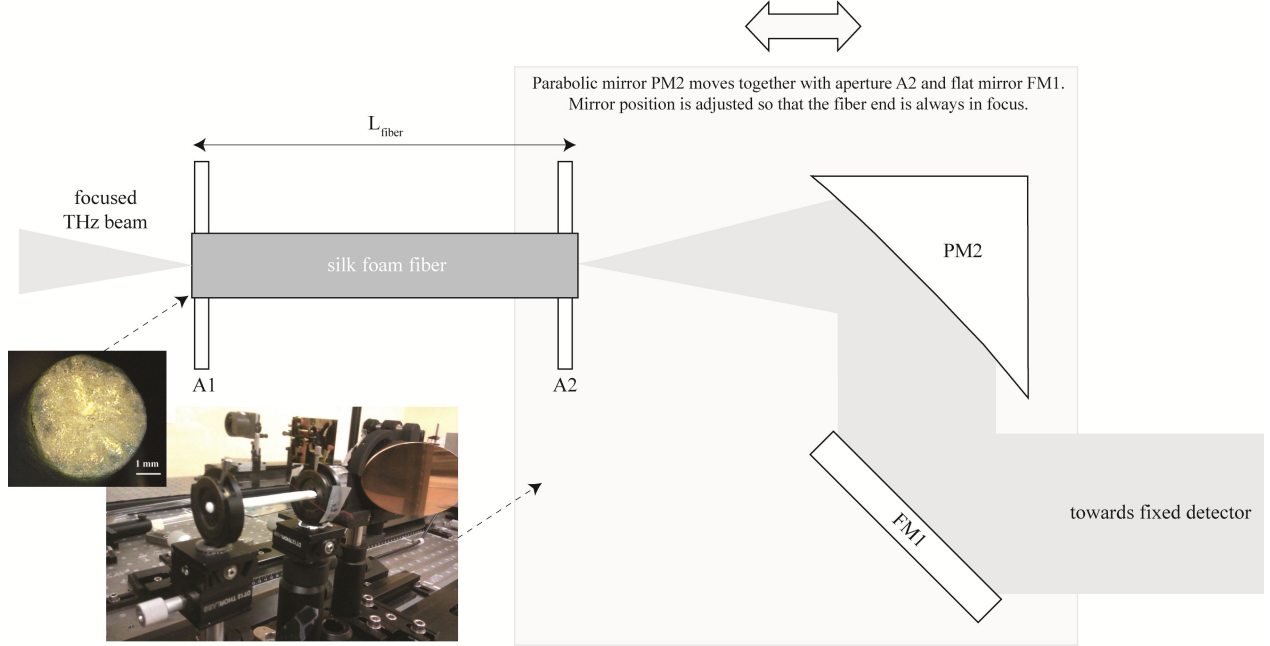 Parabolic mirror PM2 moves together with aperture A2 and flat mirror FM1.
Mirror position is adjusted so that the fiber end is always in focus.
L_fiber
focused
THz beam
silk foam fiber
PM2
A1
A2
1 mm
FM1
towards fixed detector